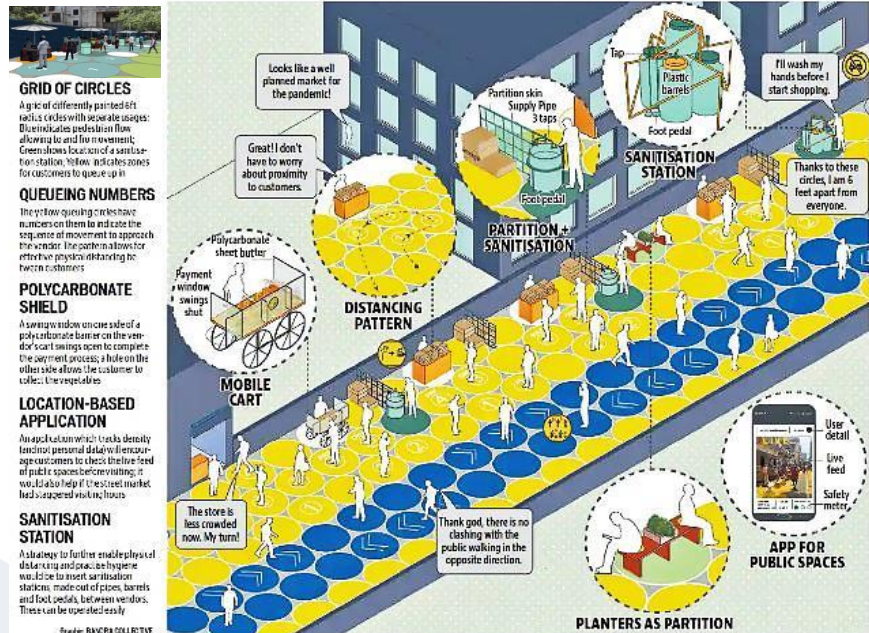 GRID OF CIRCLES
A grid of differently painted 6ft
radius circles with separate usages:
Blue indicates pedestrian flow
allowing to and fro movement;
Green shows location of a sanitisa-
tion station; Yellow indicates zones
for customers to queue up in
QUEUEING NUMBERS
The yellow queuing circles have
numbers on them to indicate the
sequence of movement to approach
the vendor. The pattern allows for
effective physical distancing be
tween customers
POLYCARBONATE
SHIELD
A swing window on one side of a
polycarbonate barrier on the ven-
dor's cart swings open to complete
the payment process; a hole on the
other side allows the customer to
collect the vegetables
LOCATION-BASED
APPLICATION
An application which tracks density
(and not personal data) will encour-
age customers to check the live feed
of public spaces before visiting; it
would also help if the street market
had staggered visiting hours
SANITISATION
STATION
A strategy to further enable physical
distancing and practise hygiene
would be to insert sanitisation
stations, made out of pipes, barrels
and foot pedals, between vendors.
These can be operated easily
Graphic: BANDRA COLLECTIVE
Looks like a well
planned market for
the pandemic!
Great! I don't
have to worry
about proximity
to customers.
Polycarbonate
sheet butter
Payment
window
swings
shut
MOBILE
CART
DISTANCING
PATTERN
Partition skin
Supply Pipe
3 taps
Foot pedal
PARTITION +
SANITISATION
Tap
Plastic
barrels
Foot pedal
SANITISATION
STATION
I'll wash my
hands before I
start shopping.
Thanks to these
circles, I am 6
feet apart from
everyone.
The store is
less crowded
now. My turn!
Thank god, there is no
clashing with the
public walking in the
opposite direction.
PLANTERS AS PARTITION
LIVE
User
detail
Live
feed
Safety
meter
APP FOR
PUBLIC SPACES